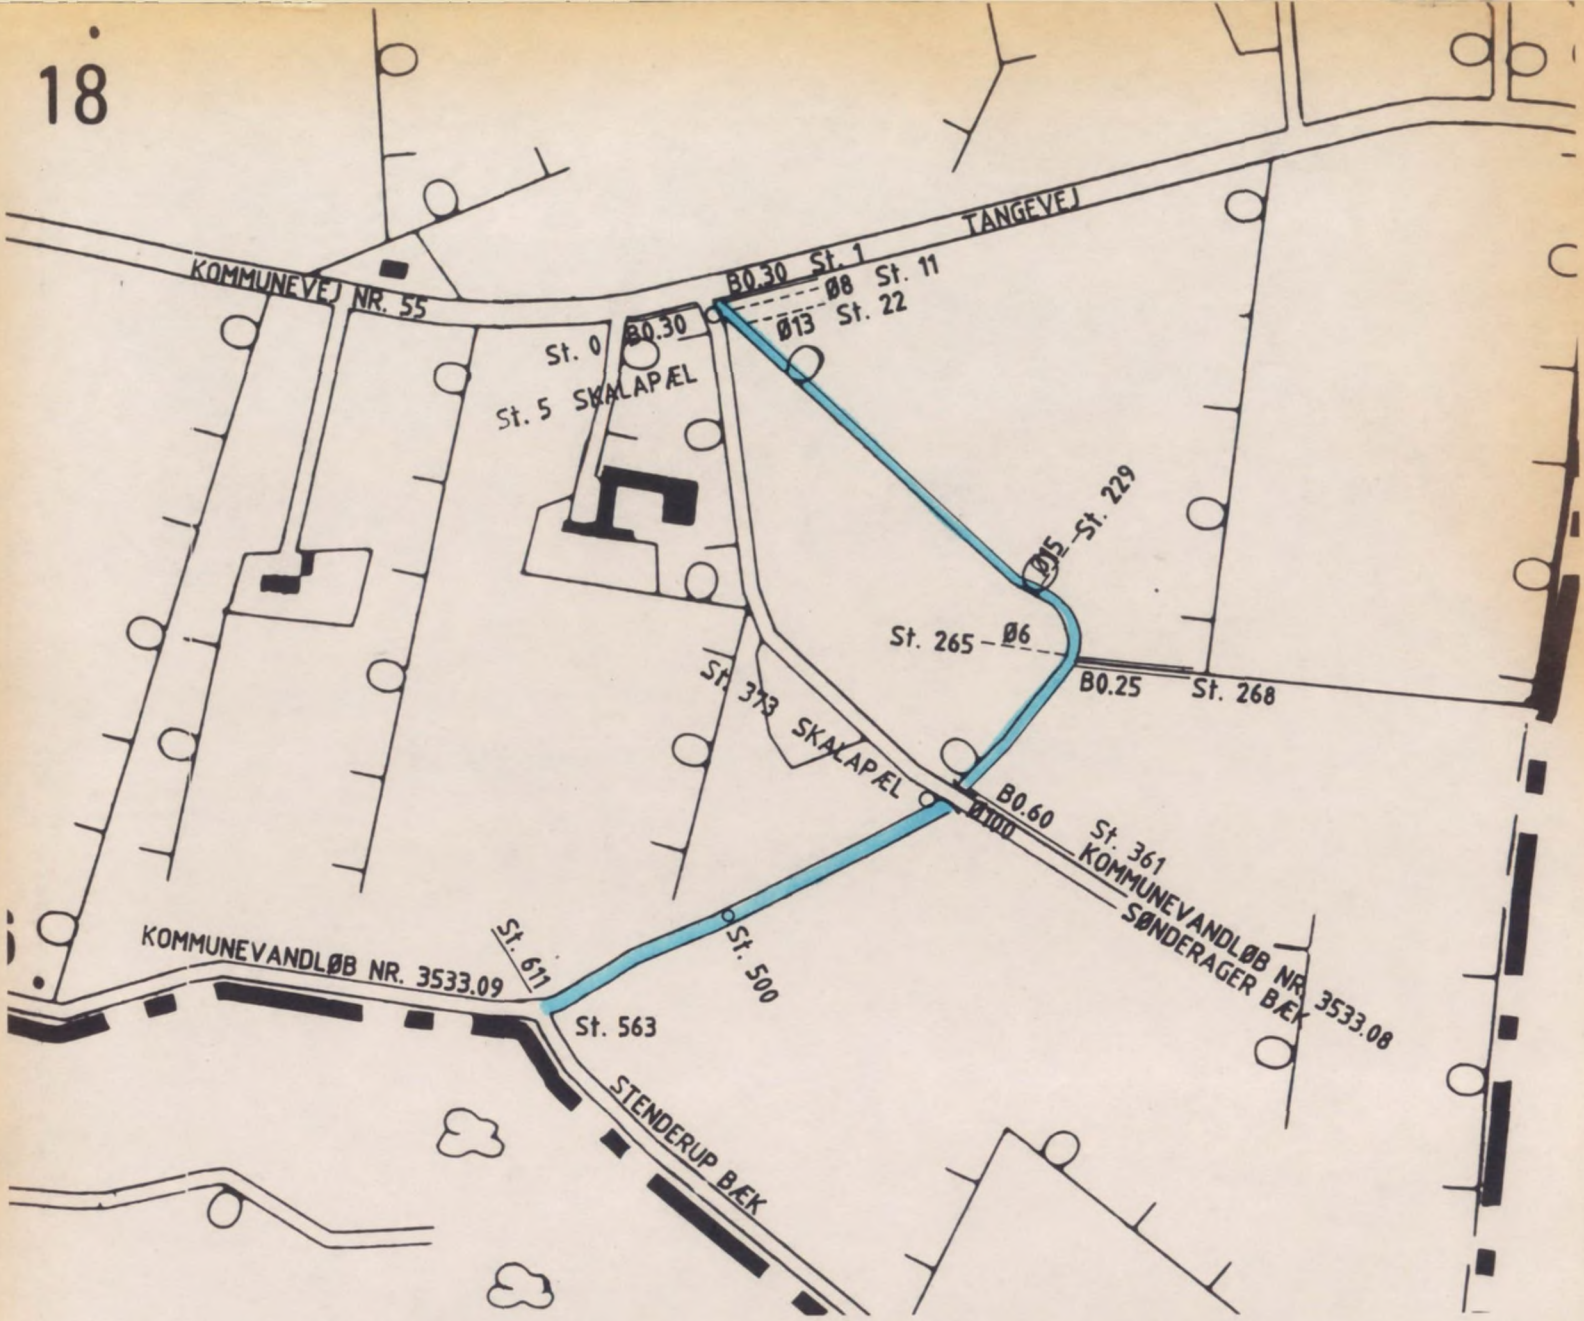 18
TANGEVEJ
KOMMUNEVEJ NR. 55
B0.30 St. 1
Ø8 St. 11
Ø13 St. 22
St. 0 B0.30
St. 5 SKALAPÆL
Ø15 St. 229
St. 265 Ø6
B0.25 St. 268
St. 373 SKALAPÆL
B0.60 St. 361
Ø100
KOMMUNEVANDLØB NR. 3533.08
SØNDERAGER BÆK
St. 500
St. 611
KOMMUNEVANDLØB NR. 3533.09
St. 563
STENDERUP BÆK